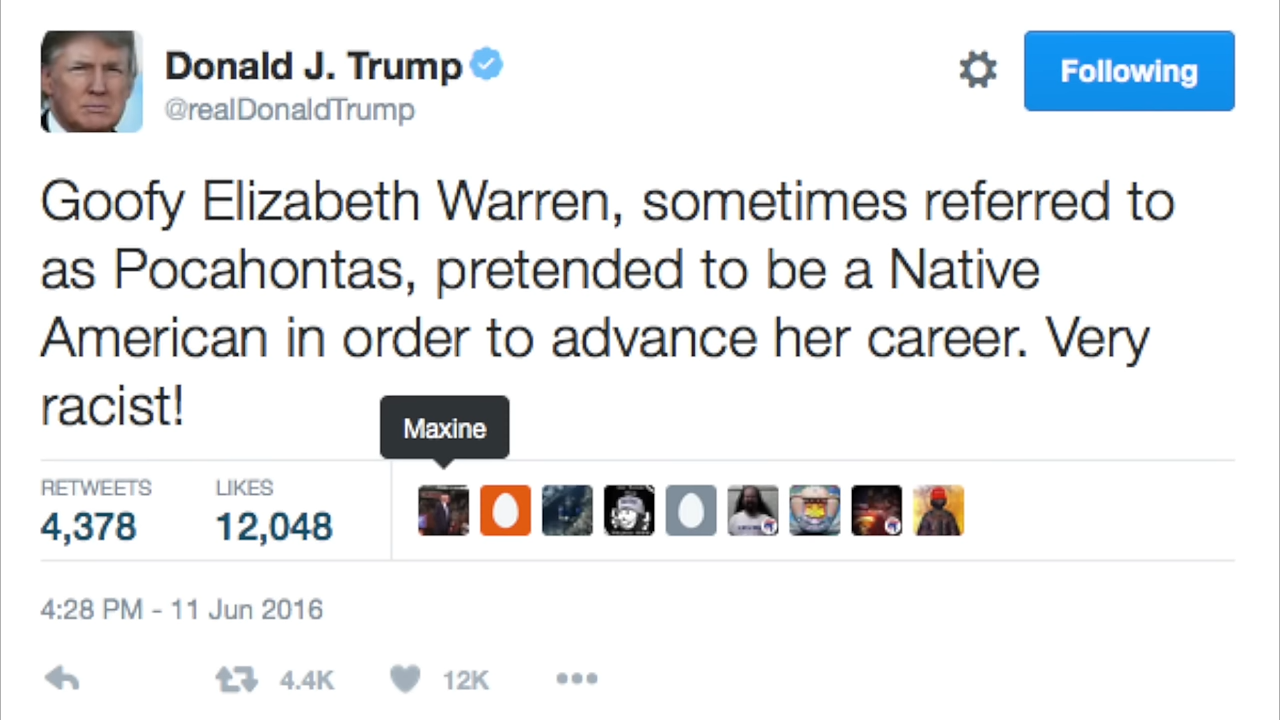 Donald J. Trump
@realDonaldTrump
Following
Goofy Elizabeth Warren, sometimes referred to
as Pocahontas, pretended to be a Native
American in order to advance her career. Very
racist!
Maxine
RETWEETS
LIKES
4,378
12,048
4:28 PM - 11 Jun 2016
4.4K
12K